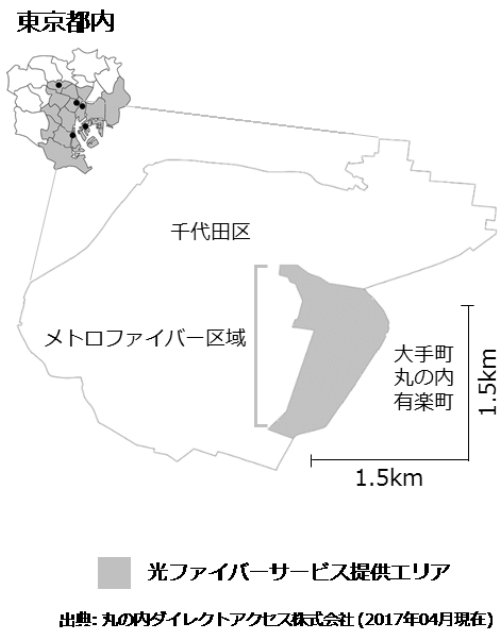 東京都内
千代田区
メトロファイバー区域
大手町
丸の内
有楽町
1.5km
1.5km
光ファイバーサービス提供エリア
出典: 丸の内ダイレクトアクセス株式会社 (2017年04月現在)